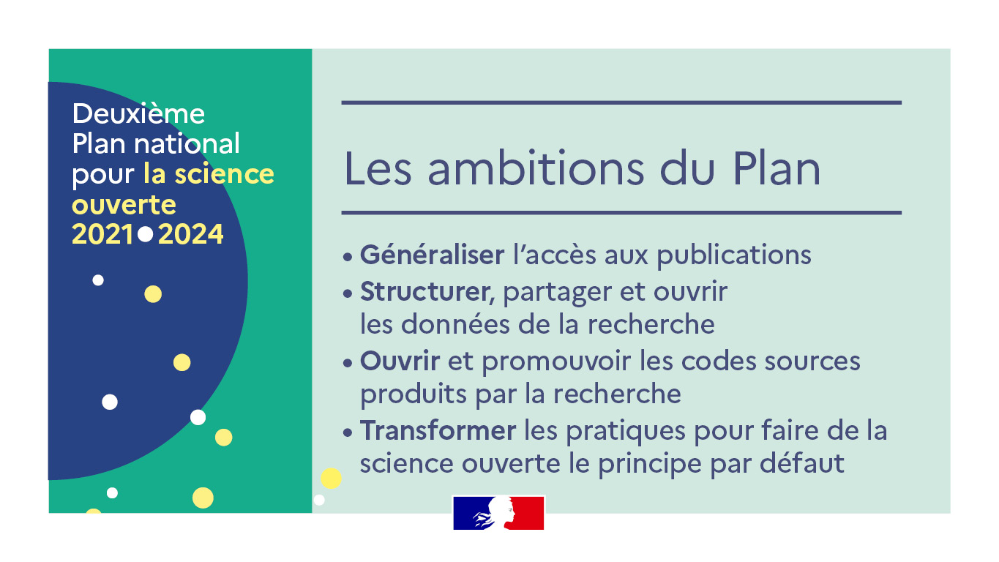 Deuxième
Plan national
pour la science
ouverte
2021●2024
Les ambitions du Plan
• Généraliser l’accès aux publications
• Structurer, partager et ouvrir
les données de la recherche
• Ouvrir et promouvoir les codes sources
produits par la recherche
• Transformer les pratiques pour faire de la
science ouverte le principe par défaut